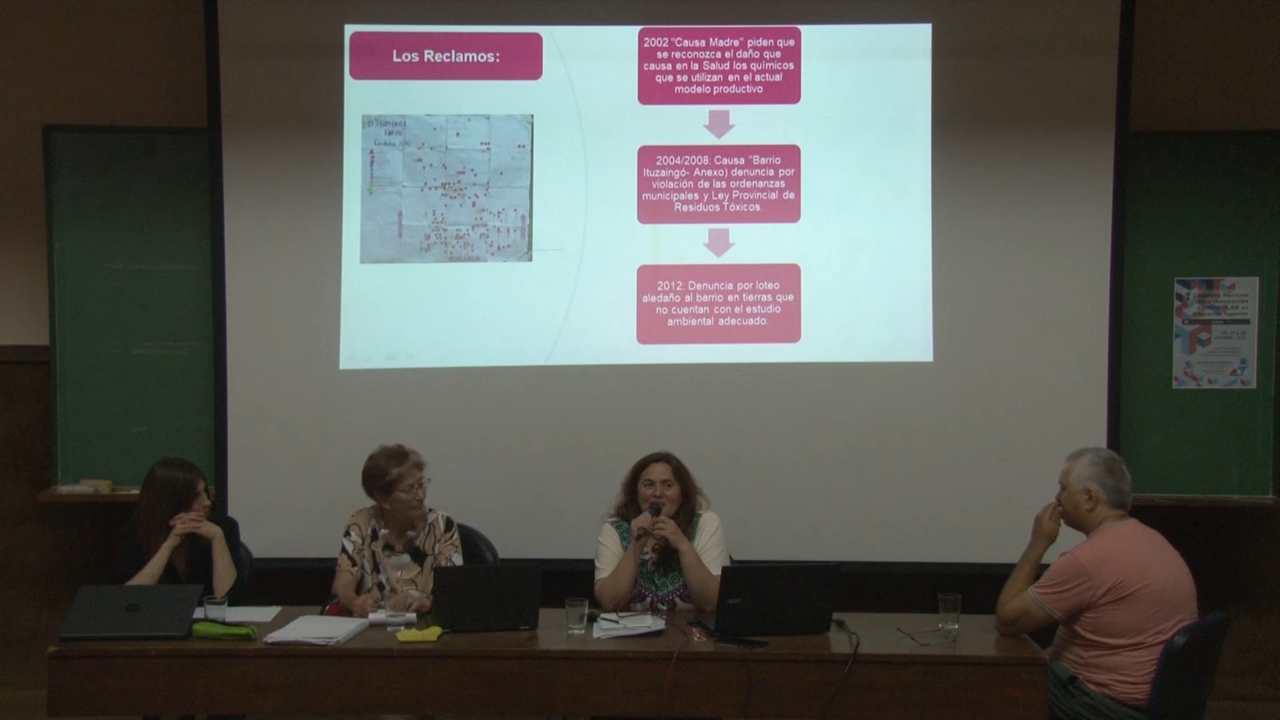 Los Reclamos:
2002 "Causa Madre" piden que
se reconozca el daño que
causa en la Salud los químicos
que se utilizan en el actual
modelo productivo
2004/2008: Causa "Barrio
Ituzaingó- Anexo) denuncia por
violación de las ordenanzas
municipales y Ley Provincial de
Residuos Tóxicos.
2012: Denuncia por loteo
aledaño al barrio en tierras que
no cuentan con el estudio
ambiental adecuado.